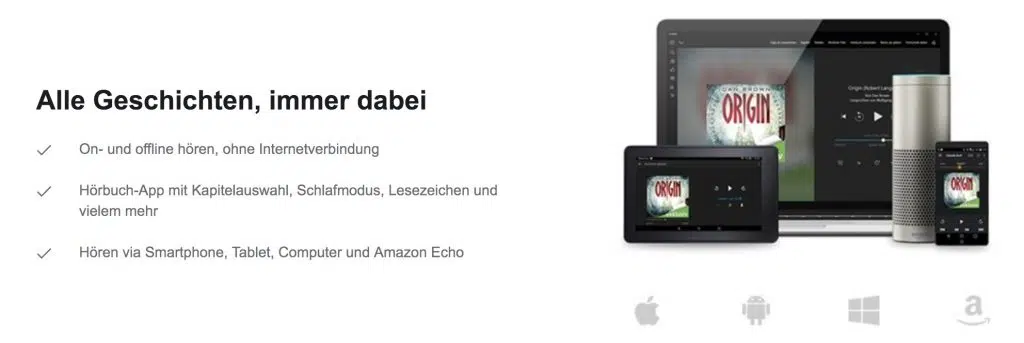 Alle Geschichten, immer dabei
On- und offline hören, ohne Internetverbindung
Hörbuch-App mit Kapitelauswahl, Schlafmodus, Lesezeichen und
vielem mehr
Hören via Smartphone, Tablet, Computer und Amazon Echo
DAN BROWN
ORIGIN
Origin (Robert Lang
ORIGIN
ORIGIN